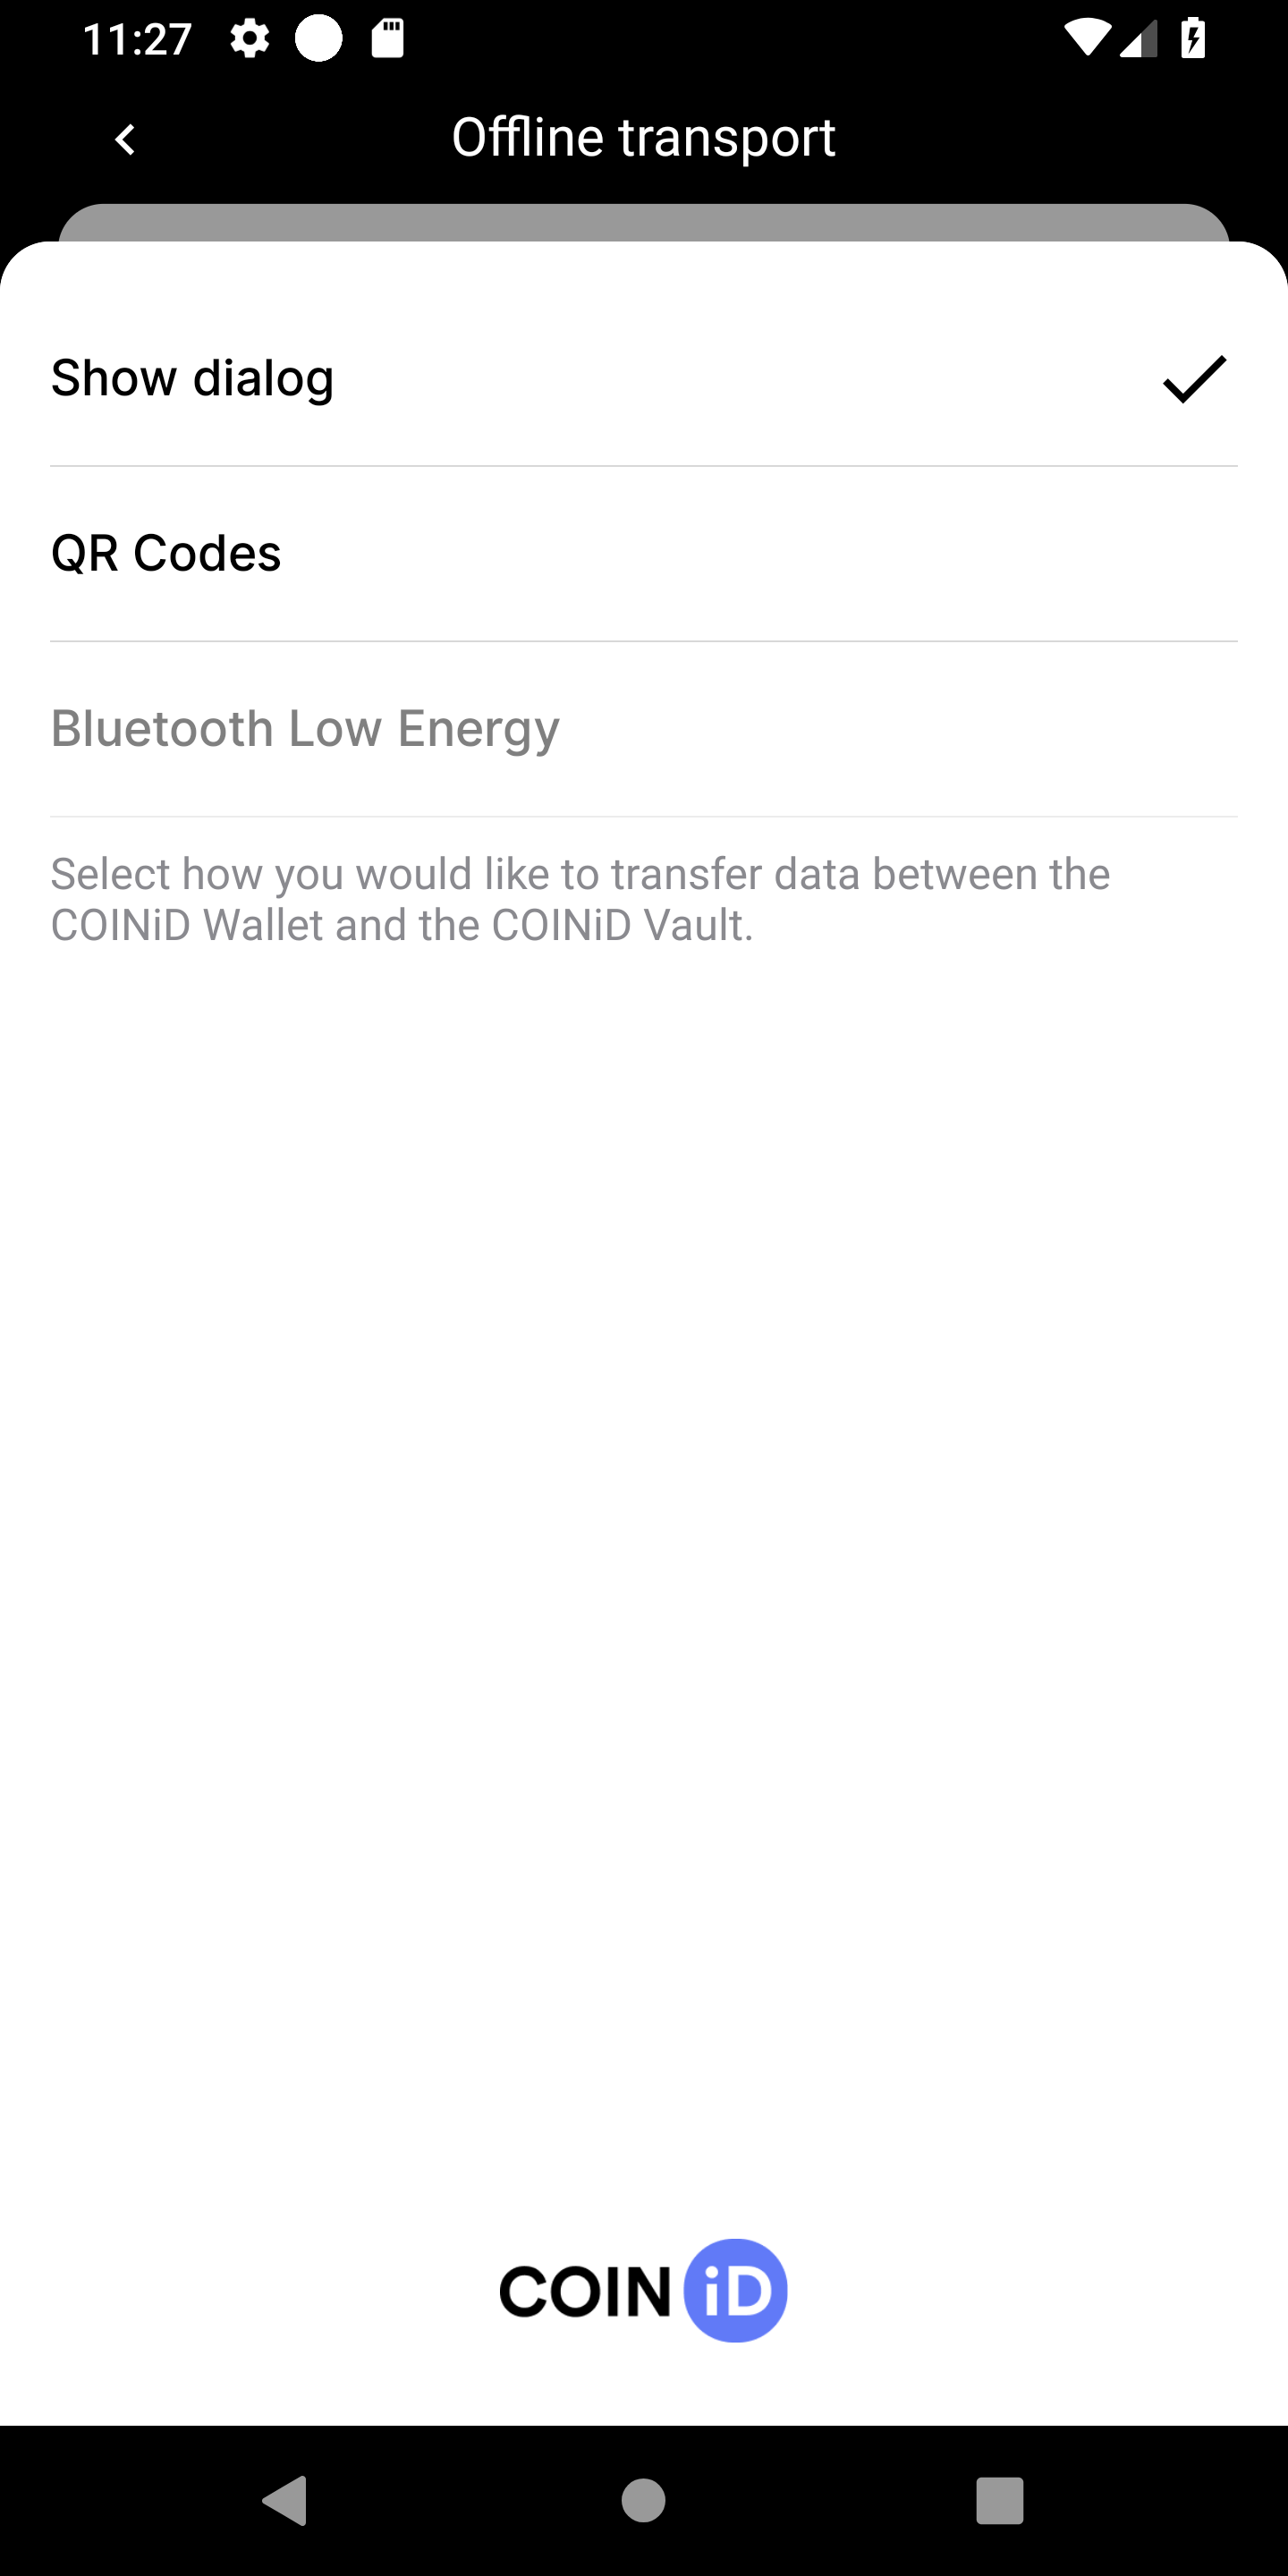 11:27
Offline transport
Show dialog
QR Codes
Bluetooth Low Energy
Select how you would like to transfer data between the
COINiD Wallet and the COINiD Vault.
COIN iD